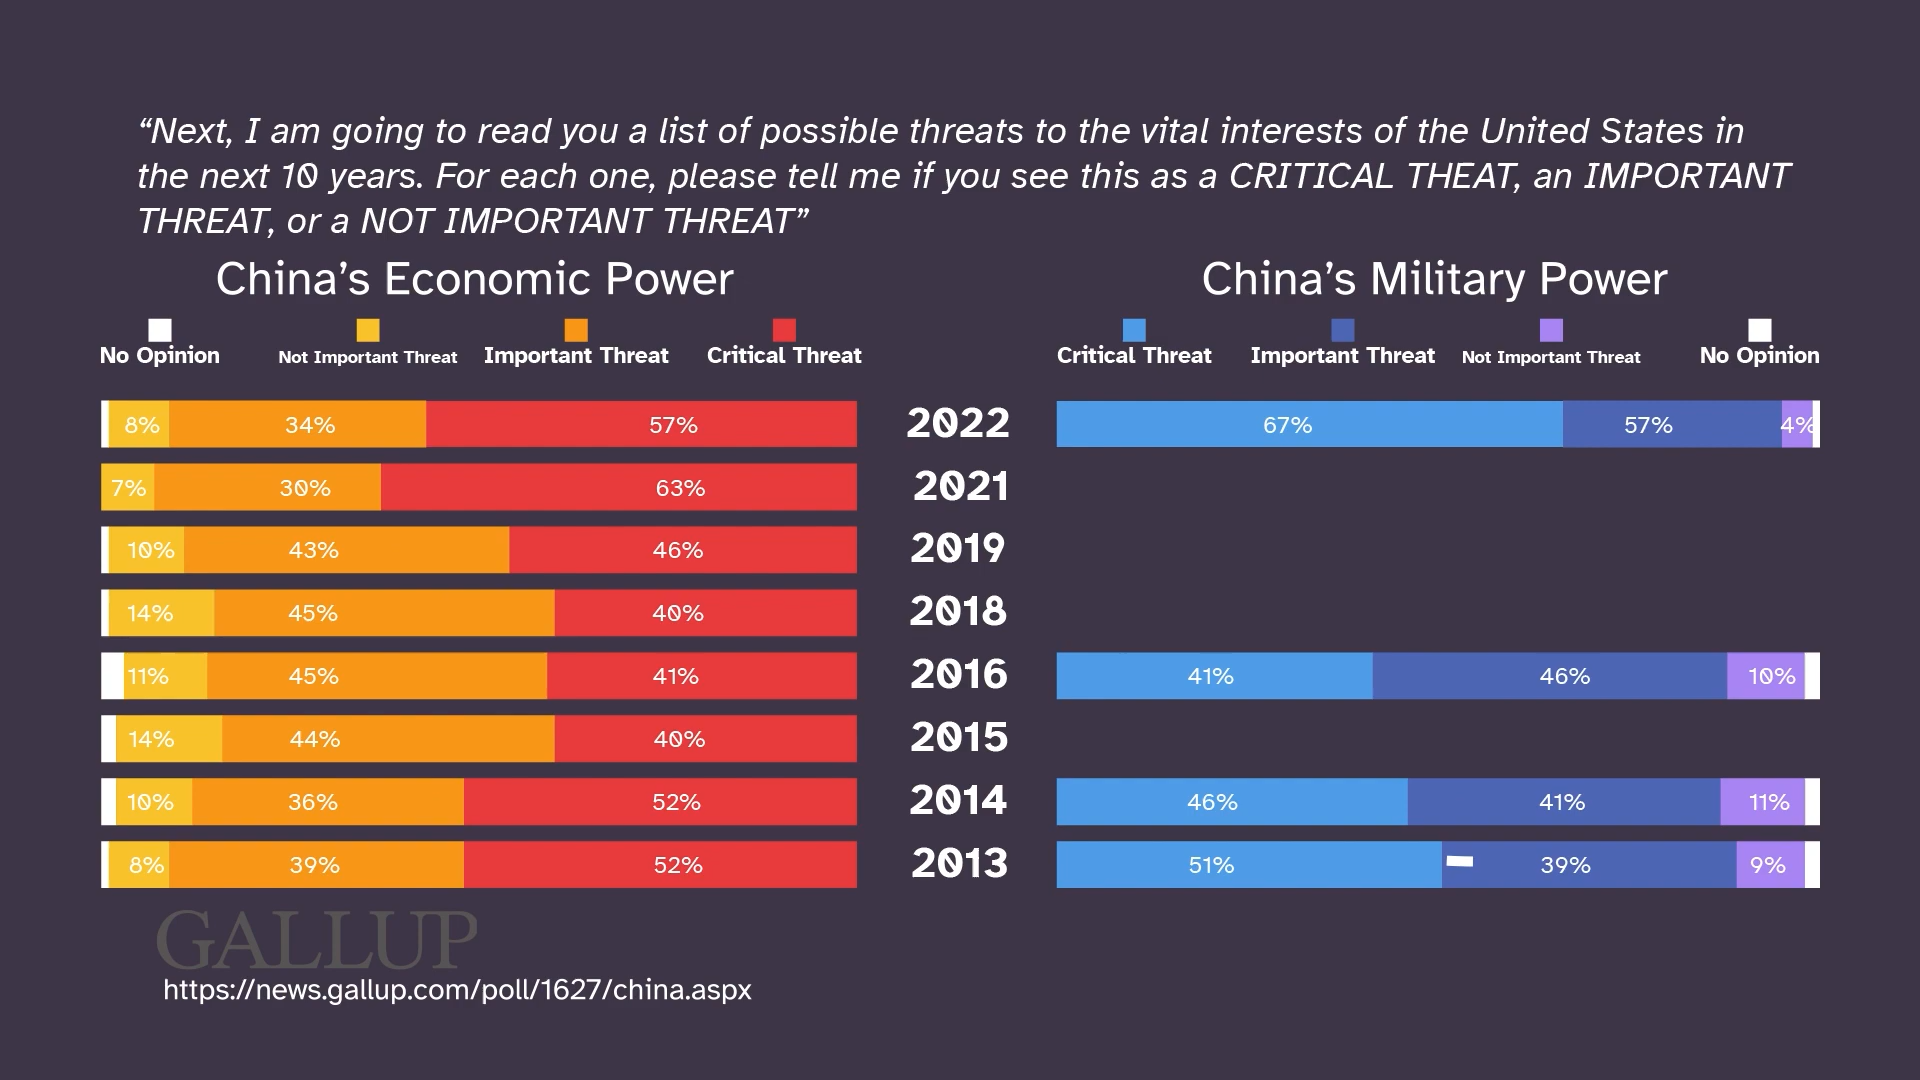 “Next, I am going to read you a list of possible threats to the vital interests of the United States in
the next 10 years. For each one, please tell me if you see this as a CRITICAL THEAT, an IMPORTANT
THREAT, or a NOT IMPORTANT THREAT”
China’s Economic Power
China’s Military Power
No Opinion Not Important Threat Important Threat Critical Threat
Critical Threat Important Threat Not Important Threat No Opinion
8% 34% 57% 2022 67% 57% 4%
7% 30% 63% 2021
10% 43% 46% 2019
14% 45% 40% 2018
11% 45% 41% 2016 41% 46% 10%
14% 44% 40% 2015
10% 36% 52% 2014 46% 41% 11%
8% 39% 52% 2013 51% 39% 9%
GALLUP
https://news.gallup.com/poll/1627/china.aspx